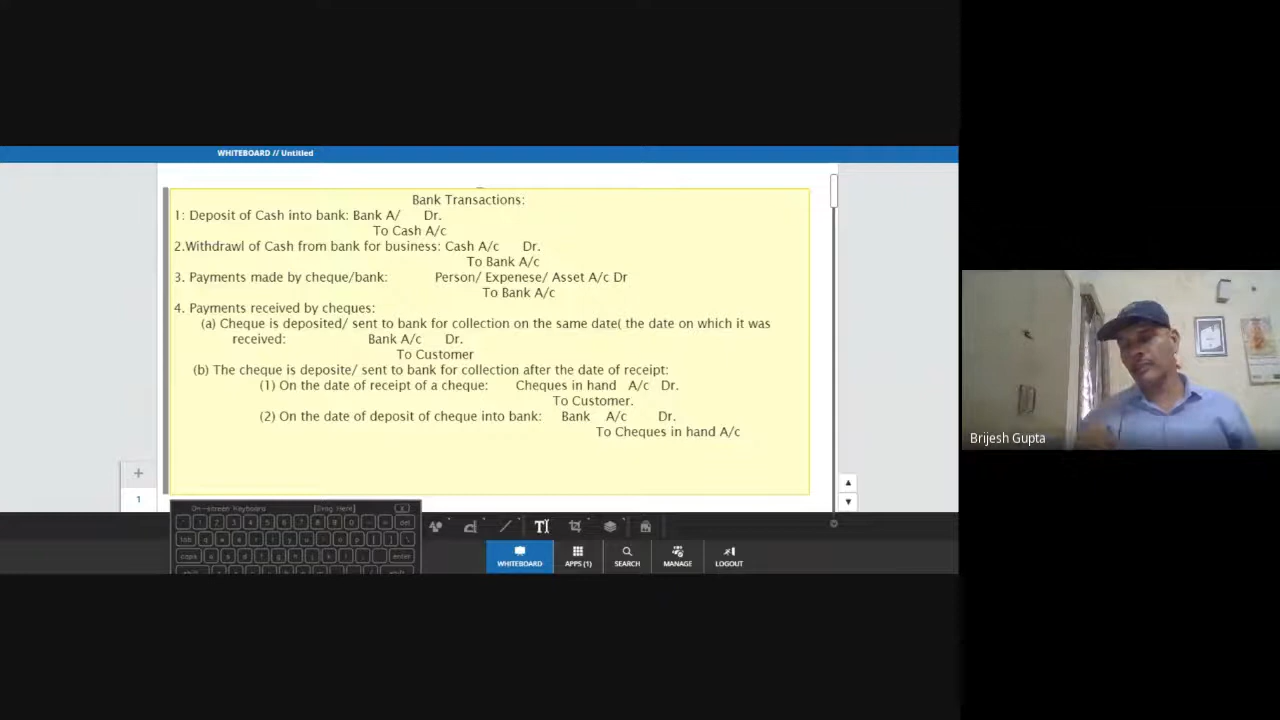 WHITEBOARD // Untitled
Bank Transactions:
1: Deposit of Cash into bank: Bank A/ Dr.
To Cash A/c
2.Withdrawl of Cash from bank for business: Cash A/c Dr.
To Bank A/c
3. Payments made by cheque/bank: Person/ Expenese/ Asset A/c Dr
To Bank A/c
4. Payments received by cheques:
(a) Cheque is deposited/ sent to bank for collection on the same date( the date on which it was
received: Bank A/c Dr.
To Customer
(b) The cheque is deposite/ sent to bank for collection after the date of receipt:
(1) On the date of receipt of a cheque: Cheques in hand A/c Dr.
To Customer.
(2) On the date of deposit of cheque into bank: Bank A/c Dr.
To Cheques in hand A/c
Brijesh Gupta
1
On-screen Keyboard [Drag Here]
WHITEBOARD APPS (1) SEARCH MANAGE LOGOUT